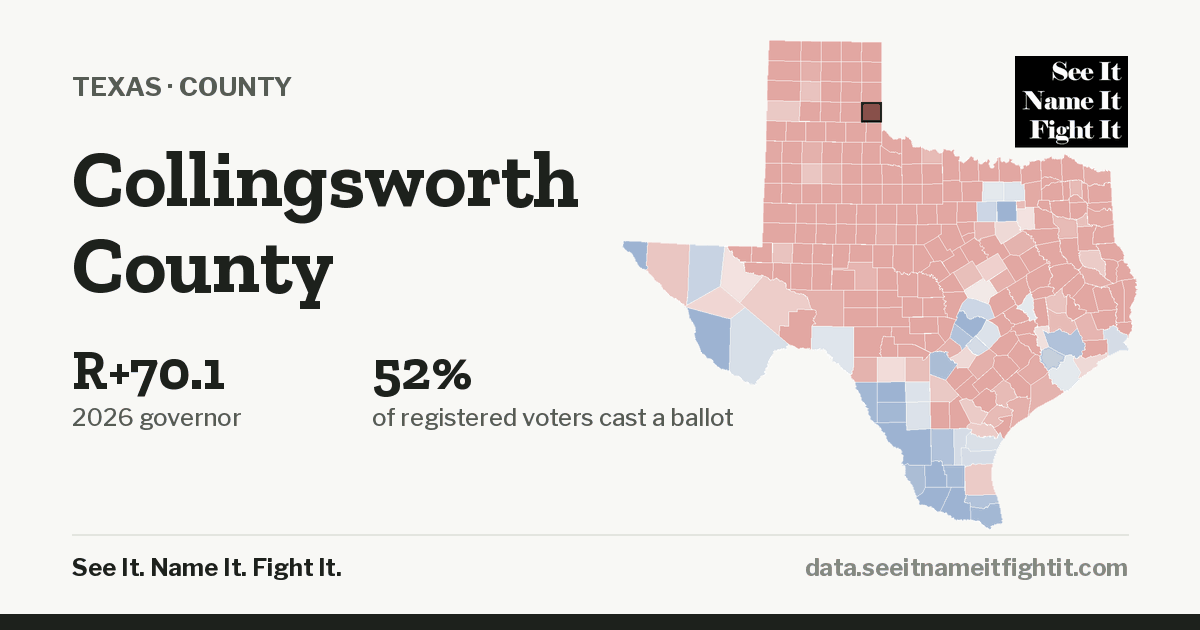 TEXAS · COUNTY
See It
Name It
Fight It
Collingsworth
County
R+70.1
2026 governor
52%
of registered voters cast a ballot
See It. Name It. Fight It.
data.seeitnameitfightit.com